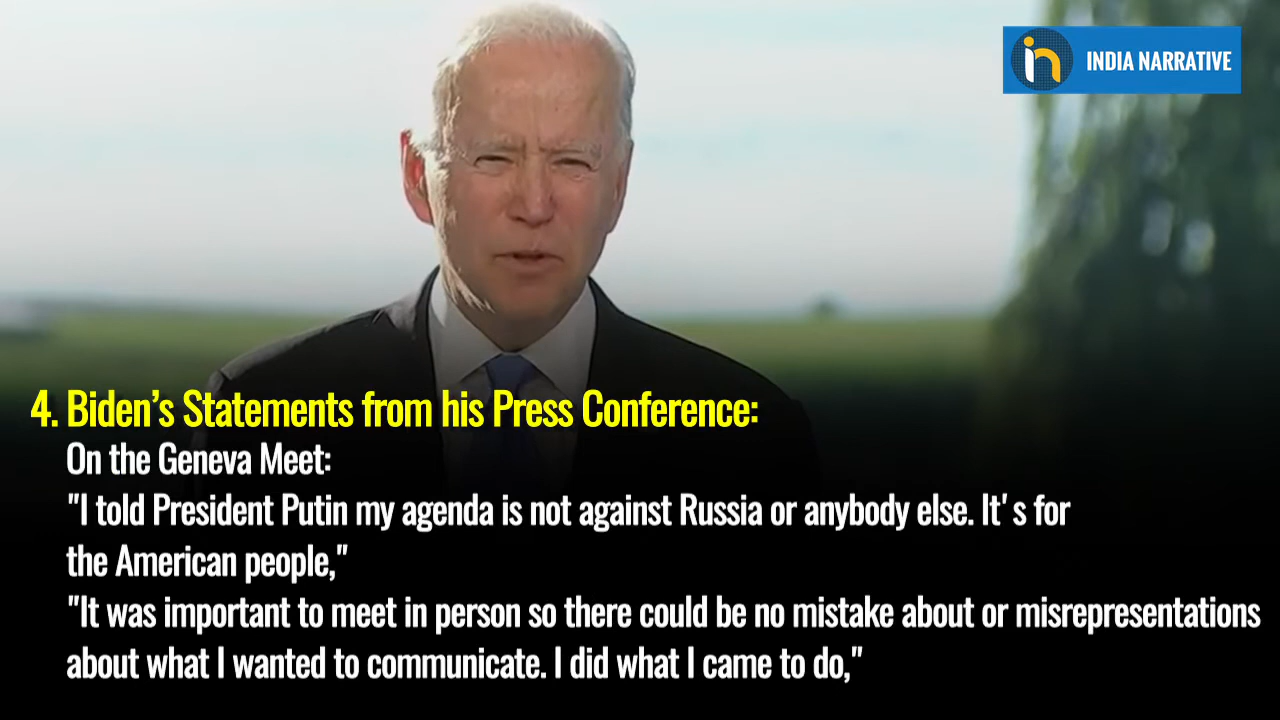 in INDIA NARRATIVE
4. Biden’s Statements from his Press Conference:
On the Geneva Meet:
"I told President Putin my agenda is not against Russia or anybody else. It's for
the American people,"
"It was important to meet in person so there could be no mistake about or misrepresentations
about what I wanted to communicate. I did what I came to do,"